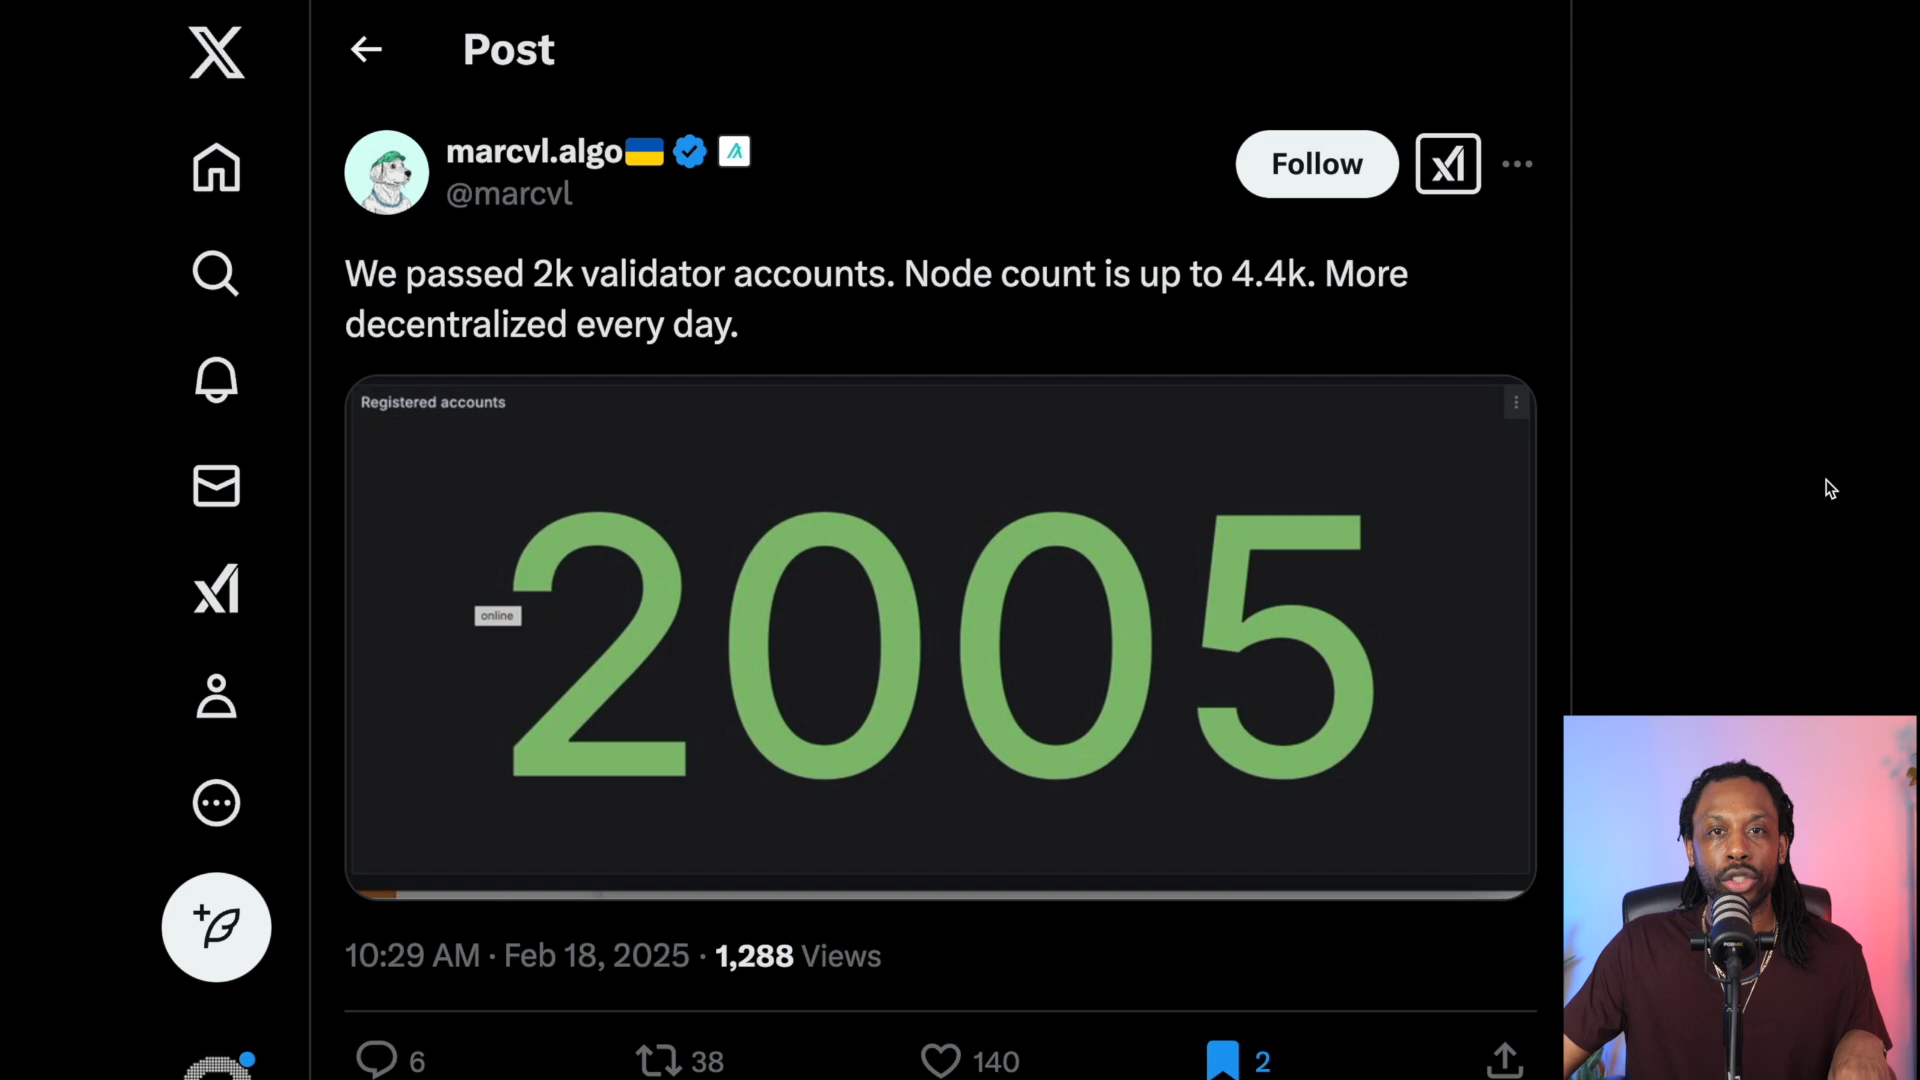 Post
marcvl.algo
@marcvl
Follow
We passed 2k validator accounts. Node count is up to 4.4k. More
decentralized every day.
Registered accounts
2005
online
10:29 AM · Feb 18, 2025 · 1,288 Views
6
38
140
2